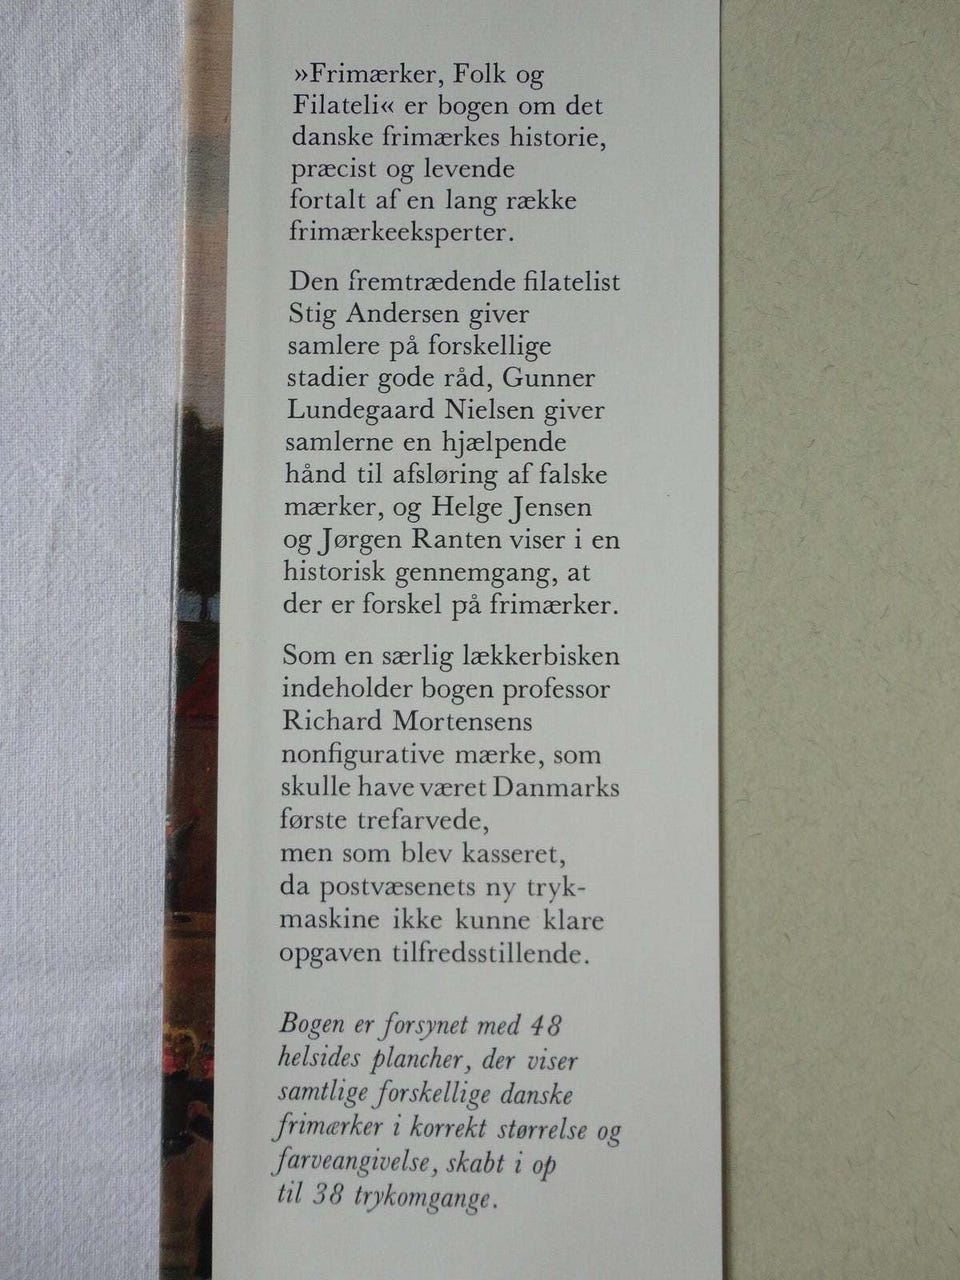 »Frimærker, Folk og
Filateli« er bogen om det
danske frimærkes historie,
præcist og levende
fortalt af en lang række
frimærkeeksperter.
Den fremtrædende filatelist
Stig Andersen giver
samlere på forskellige
stadier gode råd, Gunner
Lundegaard Nielsen giver
samlerne en hjælpende
hånd til afsløring af falske
mærker, og Helge Jensen
og Jørgen Ranten viser i en
historisk gennemgang, at
der er forskel på frimærker.
Som en særlig lækkerbisken
indeholder bogen professor
Richard Mortensens
nonfigurative mærke, som
skulle have været Danmarks
første trefarvede,
men som blev kasseret,
da postvæsenets ny tryk-
maskine ikke kunne klare
opgaven tilfredsstillende.
Bogen er forsynet med 48
helsides plancher, der viser
samtlige forskellige danske
frimærker i korrekt størrelse og
farveangivelse, skabt i op
til 38 trykomgange.